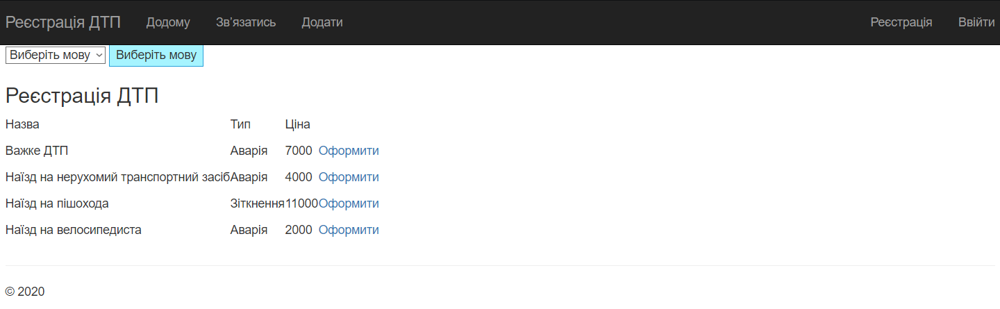 Реєстрація ДТП Додому Зв’язатись Додати Реєстрація Ввійти
Виберіть мову Виберіть мову
Реєстрація ДТП
Назва Тип Ціна
Важке ДТП Аварія 7000 Оформити
Наїзд на нерухомий транспортний засіб Аварія 4000 Оформити
Наїзд на пішохода Зіткнення 11000 Оформити
Наїзд на велосипедиста Аварія 2000 Оформити
© 2020